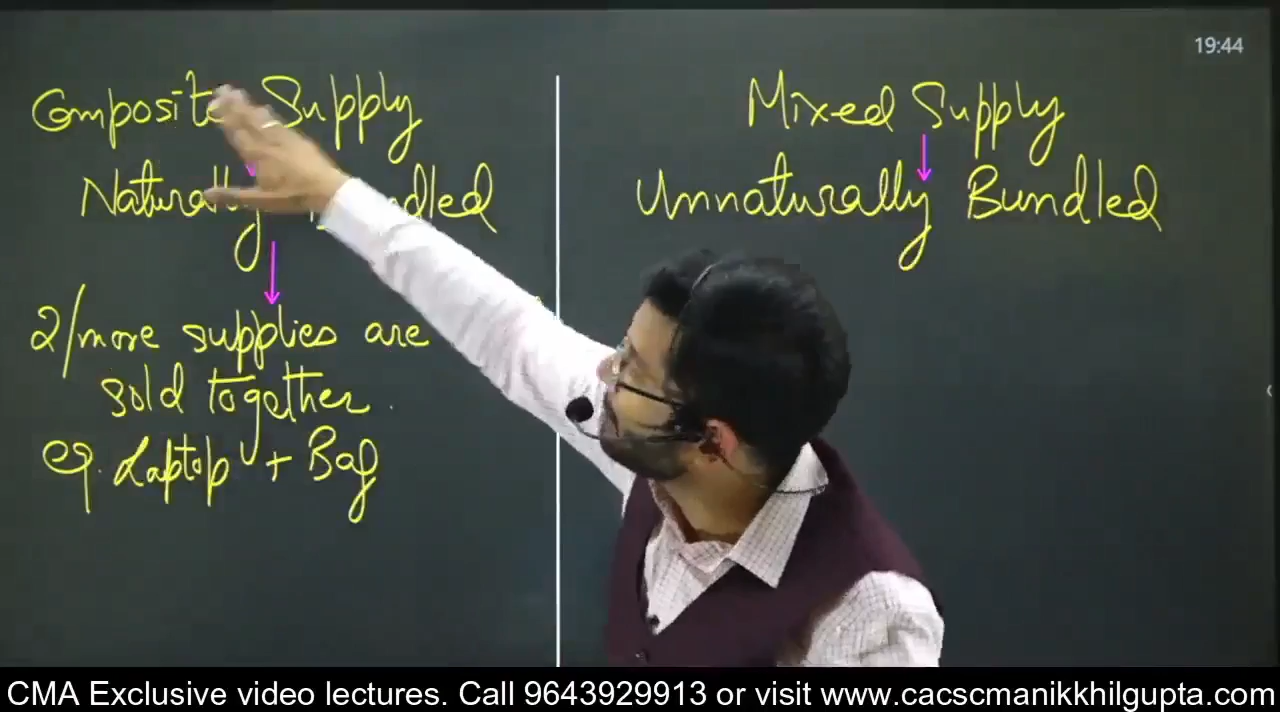 19:44
Composite Supply
Naturally Bundled
2/more supplies are
sold together.
eg. Laptop + Bag
Mixed Supply
Unnaturally Bundled
CMA Exclusive video lectures. Call 9643929913 or visit www.cacscmanikkhilgupta.com